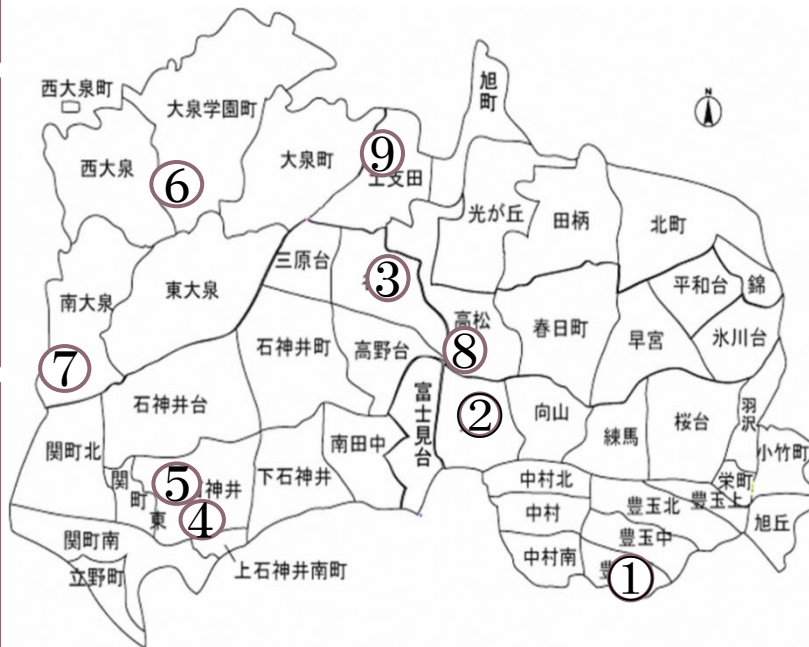 西大泉町
大泉学園町
旭町
N
西大泉
⑥
大泉町
⑨
土支田
光が丘
田柄
北町
三原台
③
平和台
錦
南大泉
東大泉
高松
春日町
早宮
氷川台
石神井町
高野台
⑧
⑦
石神井台
富士見台
②
向山
練馬
桜台
羽沢
小竹町
関町北
関町東
⑤
④
神井
下石神井
南田中
中村北
中村
中村南
豊玉北
豊玉上
栄町
旭丘
豊玉中
①
関町南
立野町
上石神井南町